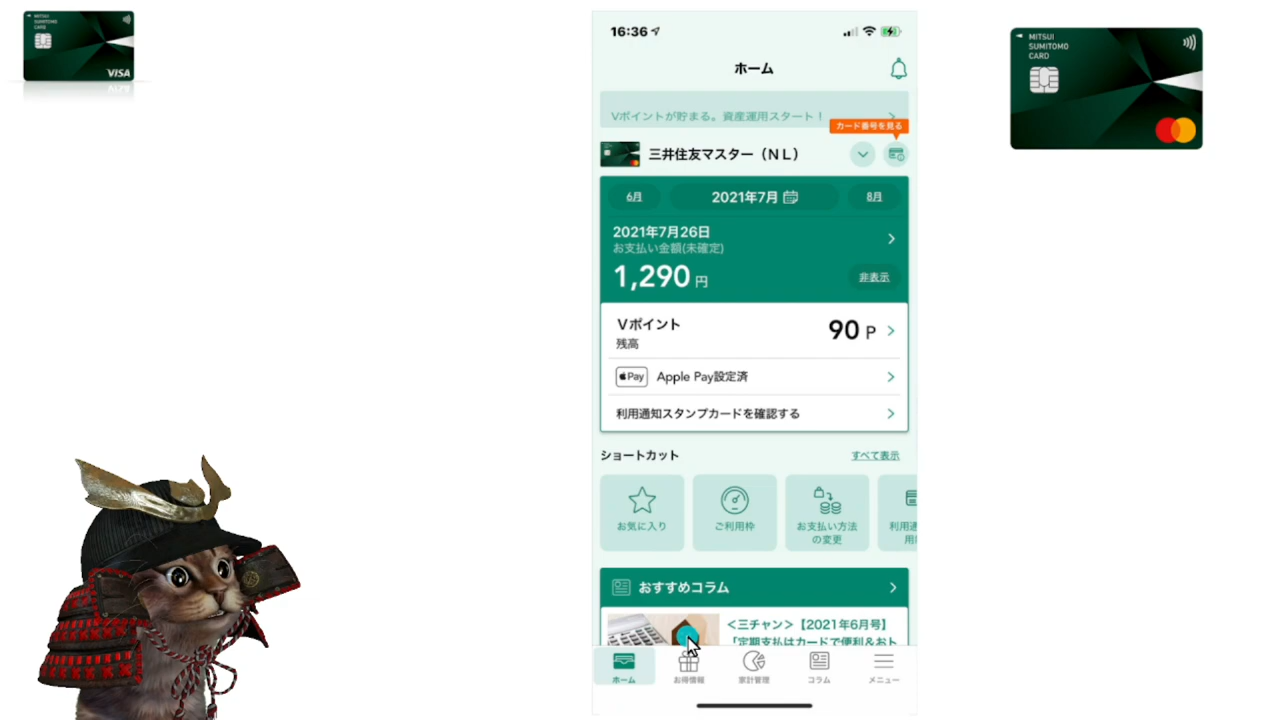 MITSUI
SUMITOMO
CARD
VISA
16:36
ホーム
Vポイントが貯まる。資産運用スタート！
カード番号を見る
三井住友マスター（NL）
6月
2021年7月
8月
2021年7月26日
お支払い金額(未確定)
1,290 円
非表示
Vポイント
残高
90 P
Pay
Apple Pay設定済
利用通知スタンプカードを確認する
ショートカット
すべて表示
お気に入り
ご利用枠
お支払い方法
の変更
利用通
用
おすすめコラム
＜三チャン＞【2021年6月号】
「定期支払はカードで便利&おト
ホーム
お得情報
家計管理
コラム
メニュー
MITSUI
SUMITOMO
CARD